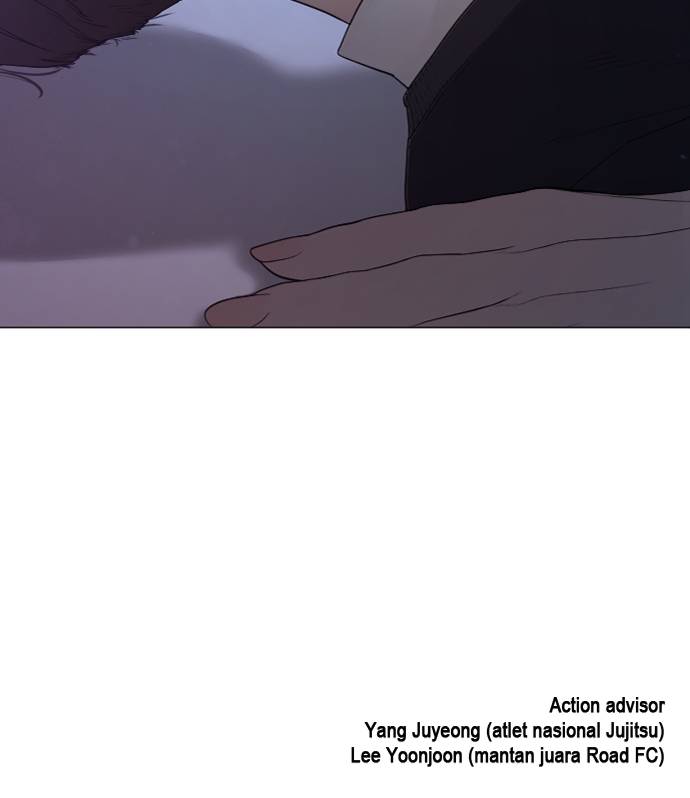 Action advisor
Yang Juyeong (atlet nasional Jujitsu)
Lee Yoonjoon (mantan juara Road FC)